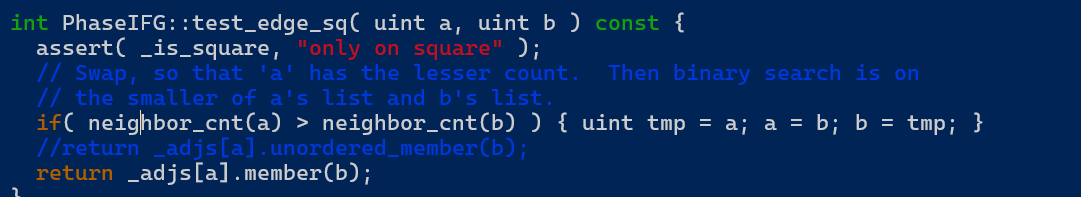 int PhaseIFG::test_edge_sq( uint a, uint b ) const {
  assert( _is_square, "only on square" );
  // Swap, so that 'a' has the lesser count.  Then binary search is on
  // the smaller of a's list and b's list.
  if( neighbor_cnt(a) > neighbor_cnt(b) ) { uint tmp = a; a = b; b = tmp; }
  //return _adjs[a].unordered_member(b);
  return _adjs[a].member(b);
}